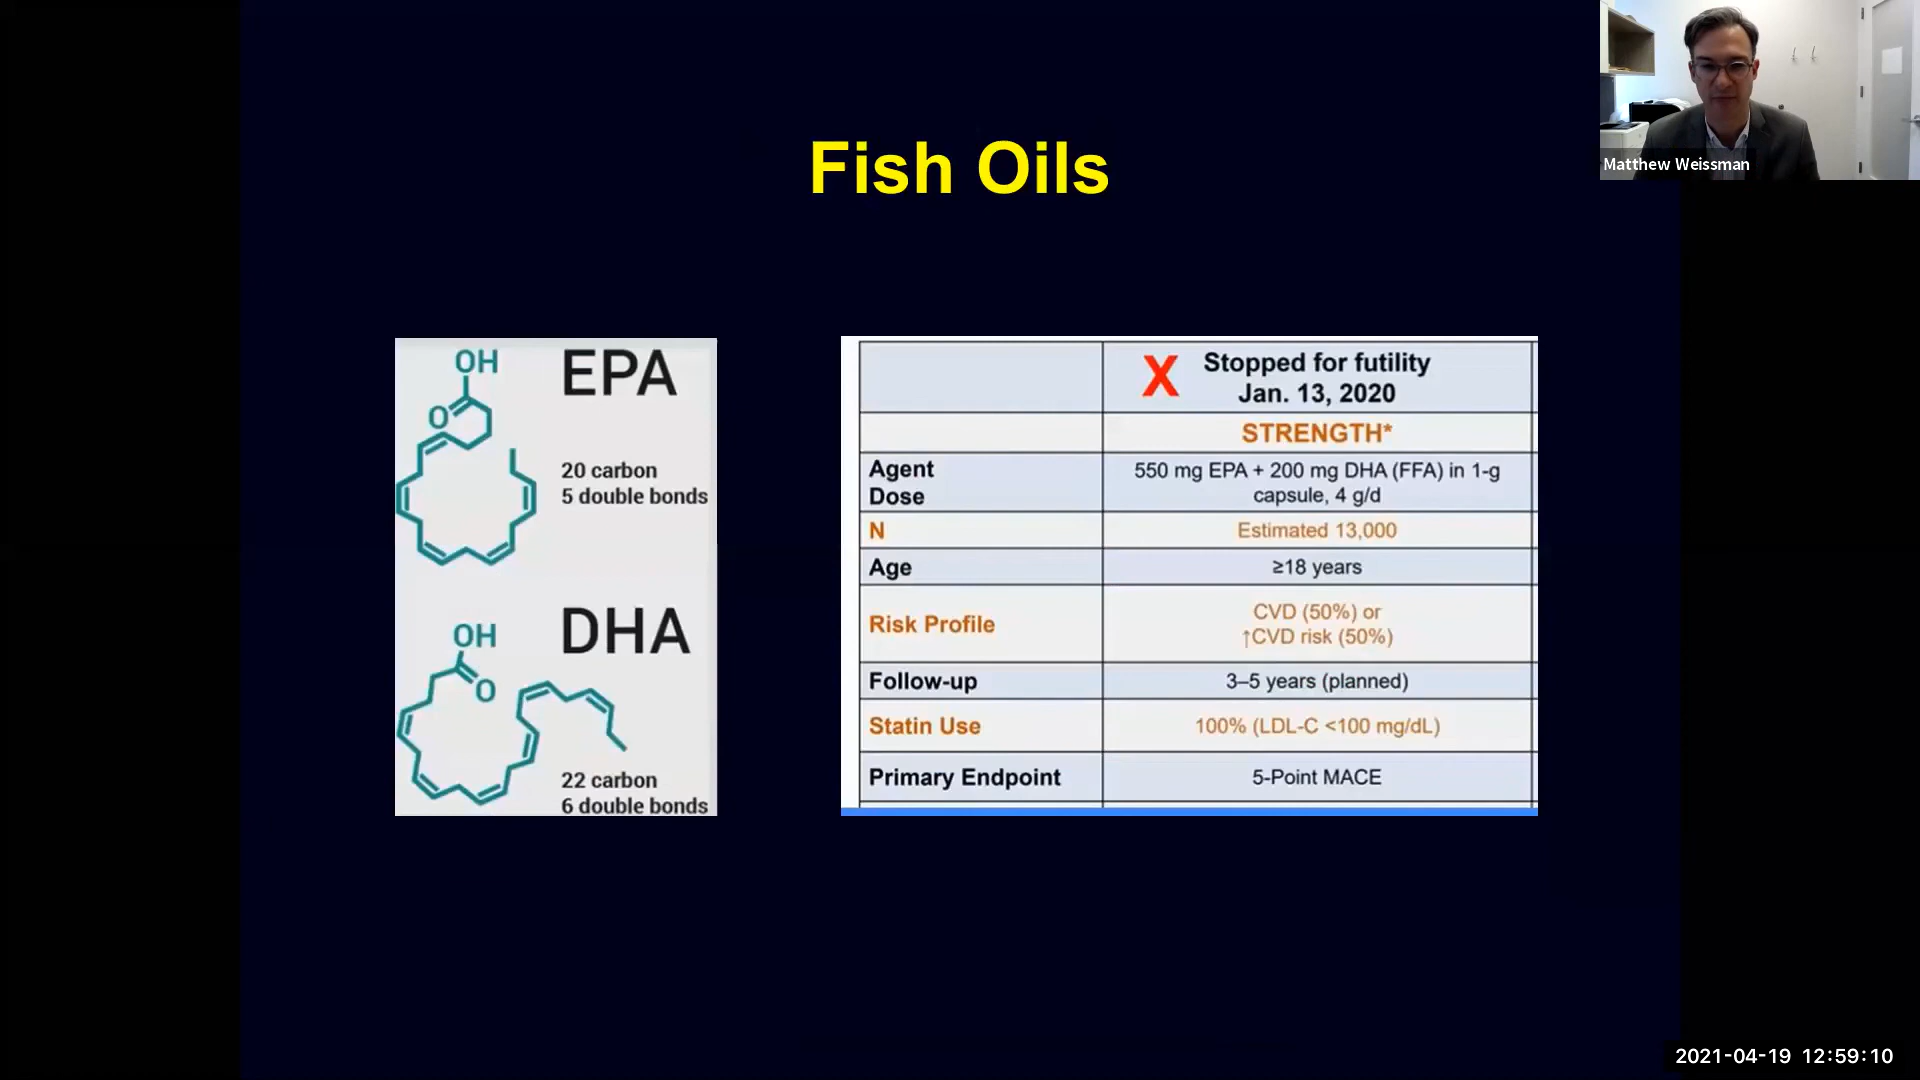 Fish Oils
Matthew Weissman
OH
EPA
O
20 carbon
5 double bonds
OH
DHA
O
22 carbon
6 double bonds
X Stopped for futility
Jan. 13, 2020
STRENGTH*
Agent
Dose
550 mg EPA + 200 mg DHA (FFA) in 1-g
capsule, 4 g/d
N
Estimated 13,000
Age
≥18 years
Risk Profile
CVD (50%) or
↑CVD risk (50%)
Follow-up
3–5 years (planned)
Statin Use
100% (LDL-C <100 mg/dL)
Primary Endpoint
5-Point MACE
2021-04-19 12:59:10